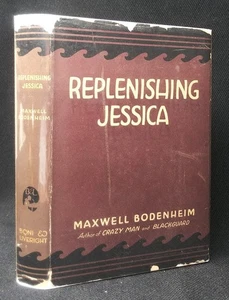 REPLENISHING
JESSICA
MAXWELL BODENHEIM
Author of CRAZY MAN and BLACKGUARD
REPLENISHING
JESSICA
MAXWELL
BODENHEIM
BONI &
LIVERIGHT